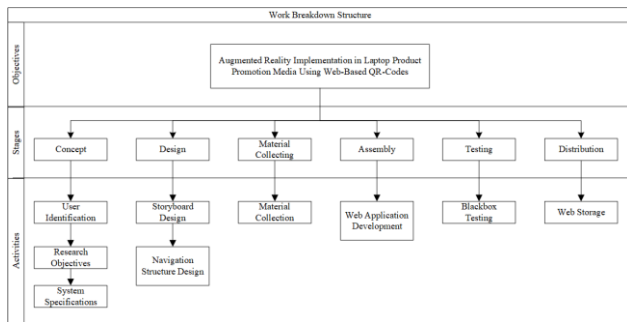 Work Breakdown Structure
Objectives
Augmented Reality Implementation in Laptop Product
Promotion Media Using Web-Based QR-Codes
Stages
Concept
Design
Material
Collecting
Assembly
Testing
Distribution
Activities
User
Identification
Storyboard
Design
Material
Collection
Web Application
Development
Blackbox
Testing
Web Storage
Research
Objectives
Navigation
Structure Design
System
Specifications